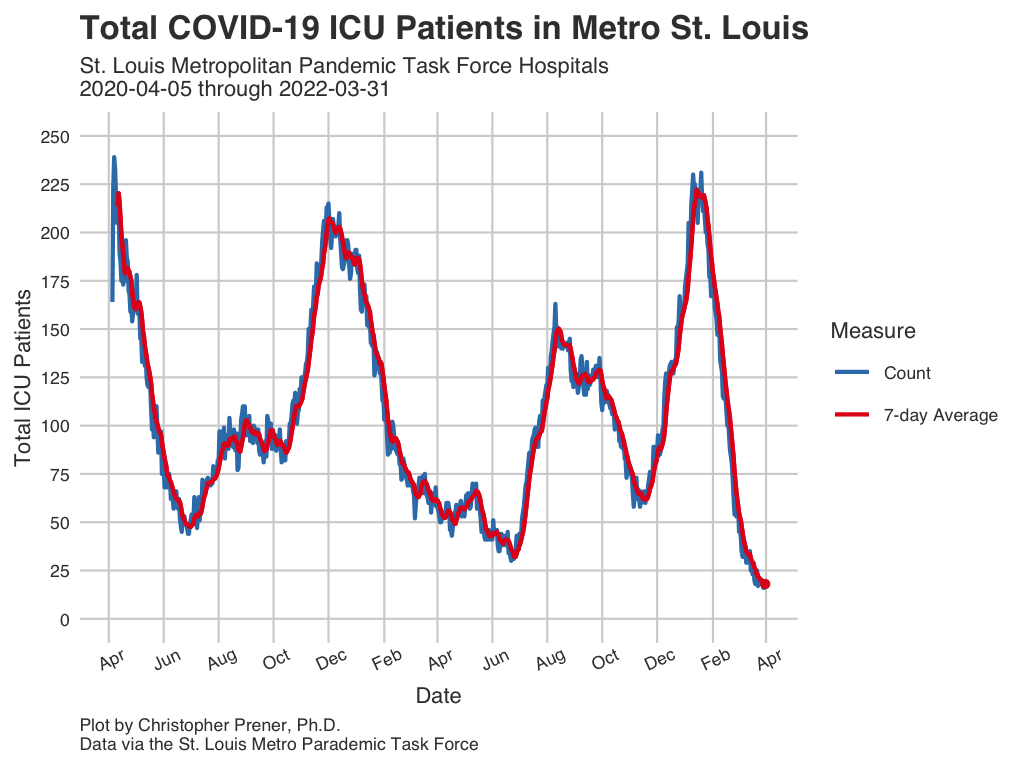 Total COVID-19 ICU Patients in Metro St. Louis
St. Louis Metropolitan Pandemic Task Force Hospitals
2020-04-05 through 2022-03-31
250
225
200
175
150
125
100
75
50
25
0
Total ICU Patients
Apr Jun Aug Oct Dec Feb Apr Jun Aug Oct Dec Feb Apr
Date
Measure
Count
7-day Average
Plot by Christopher Prener, Ph.D.
Data via the St. Louis Metro Parademic Task Force